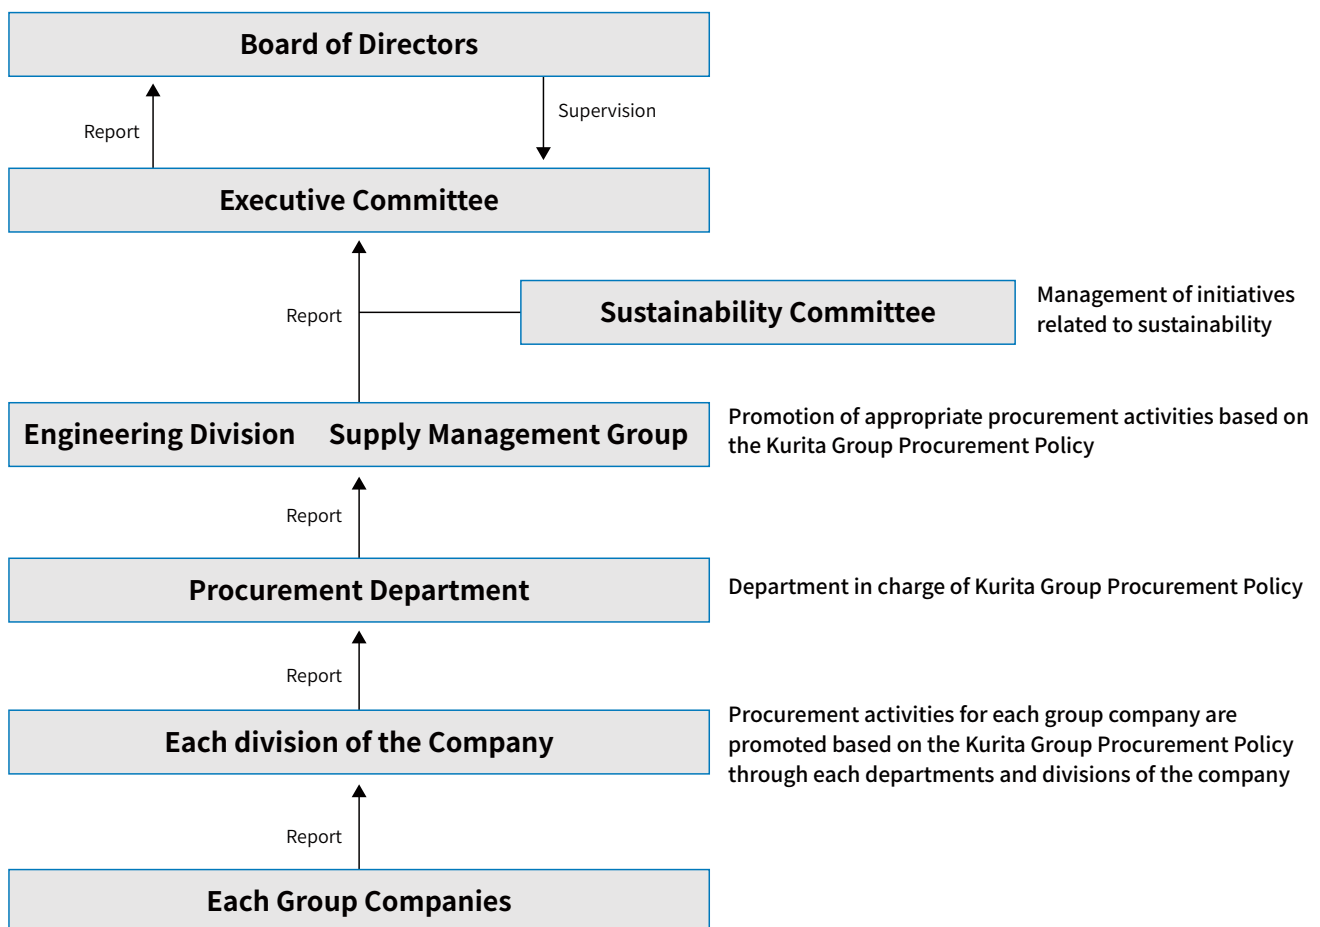 Board of Directors
Report
Supervision
Executive Committee
Report
Sustainability Committee
Management of initiatives
related to sustainability
Engineering Division Supply Management Group
Promotion of appropriate procurement activities based on
the Kurita Group Procurement Policy
Report
Procurement Department
Department in charge of Kurita Group Procurement Policy
Report
Each division of the Company
Procurement activities for each group company are
promoted based on the Kurita Group Procurement Policy
through each departments and divisions of the company
Report
Each Group Companies